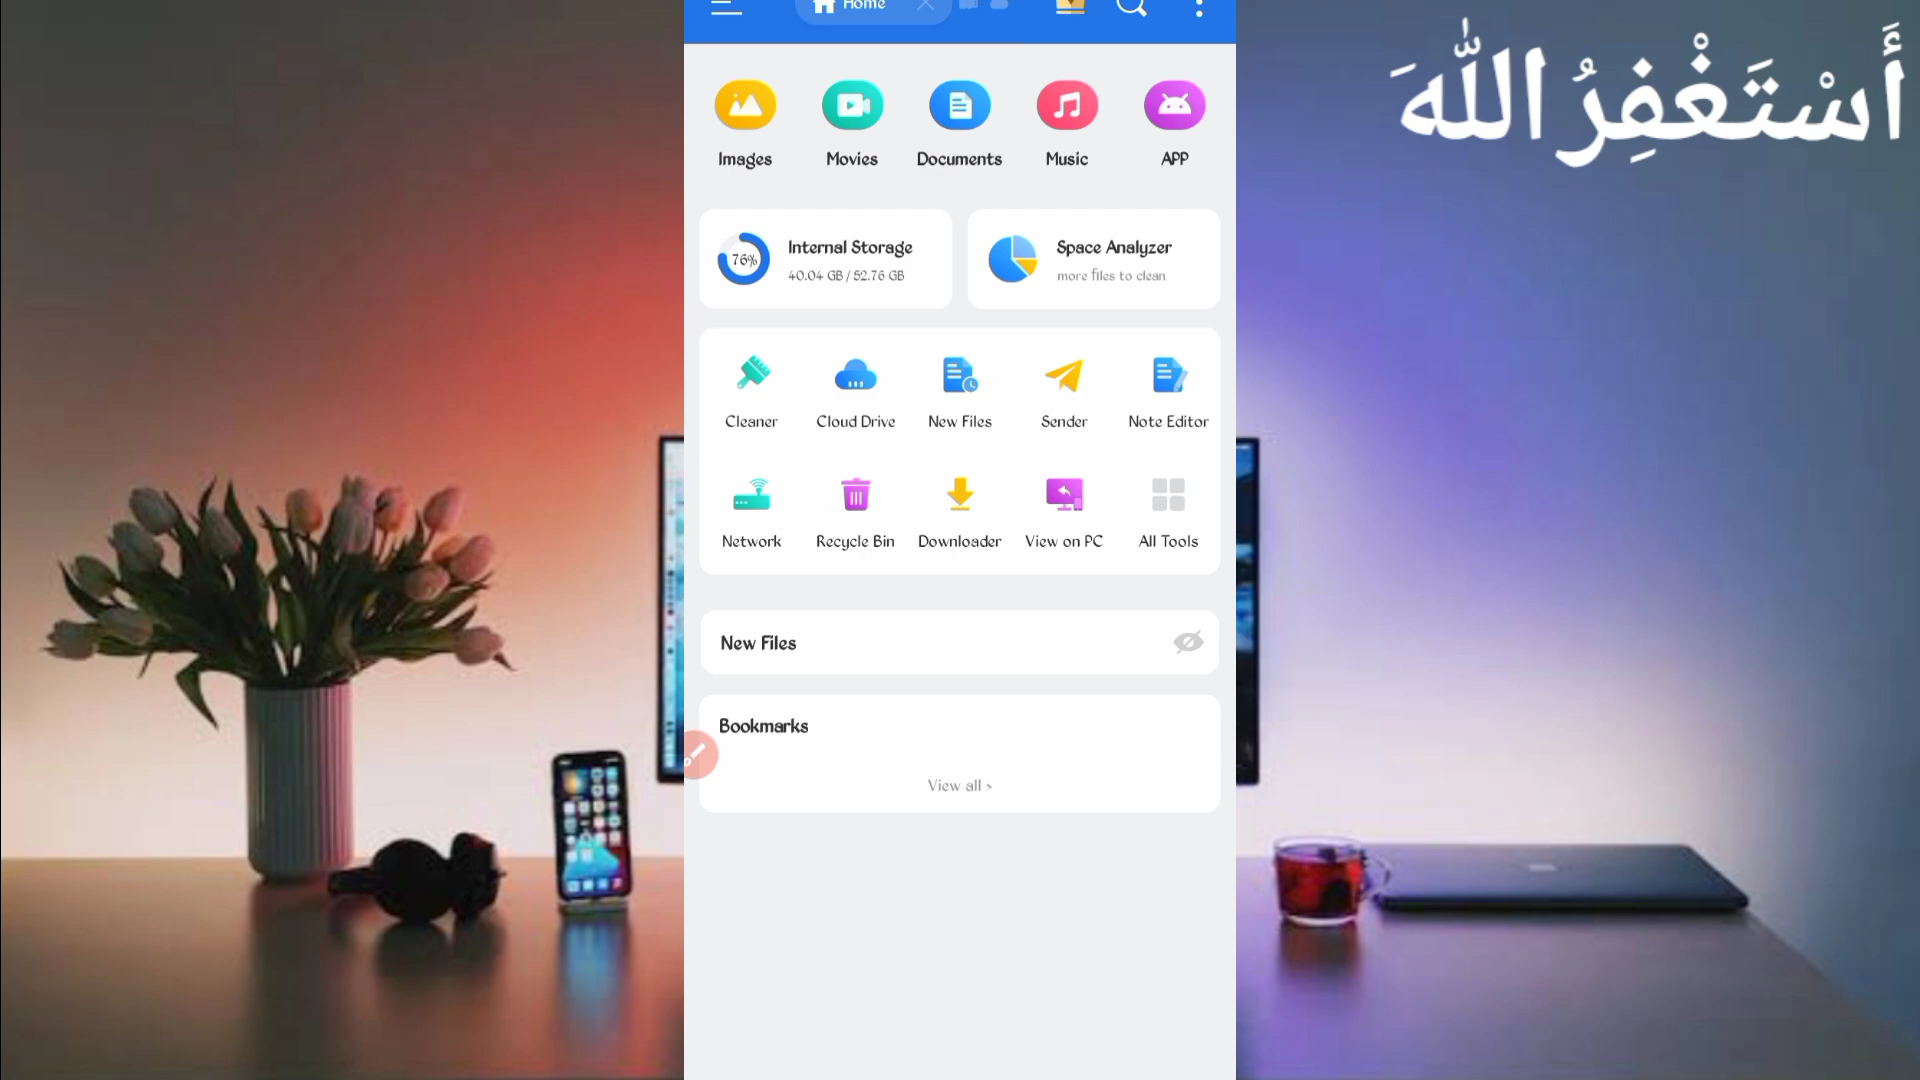 Home
أَسْتَغْفِرُ اللّٰهَ
Images
Movies
Documents
Music
APP
76%
Internal Storage
40.04 GB / 52.76 GB
Space Analyzer
more files to clean
Cleaner
Cloud Drive
New Files
Sender
Note Editor
Network
Recycle Bin
Downloader
View on PC
All Tools
New Files
Bookmarks
View all >